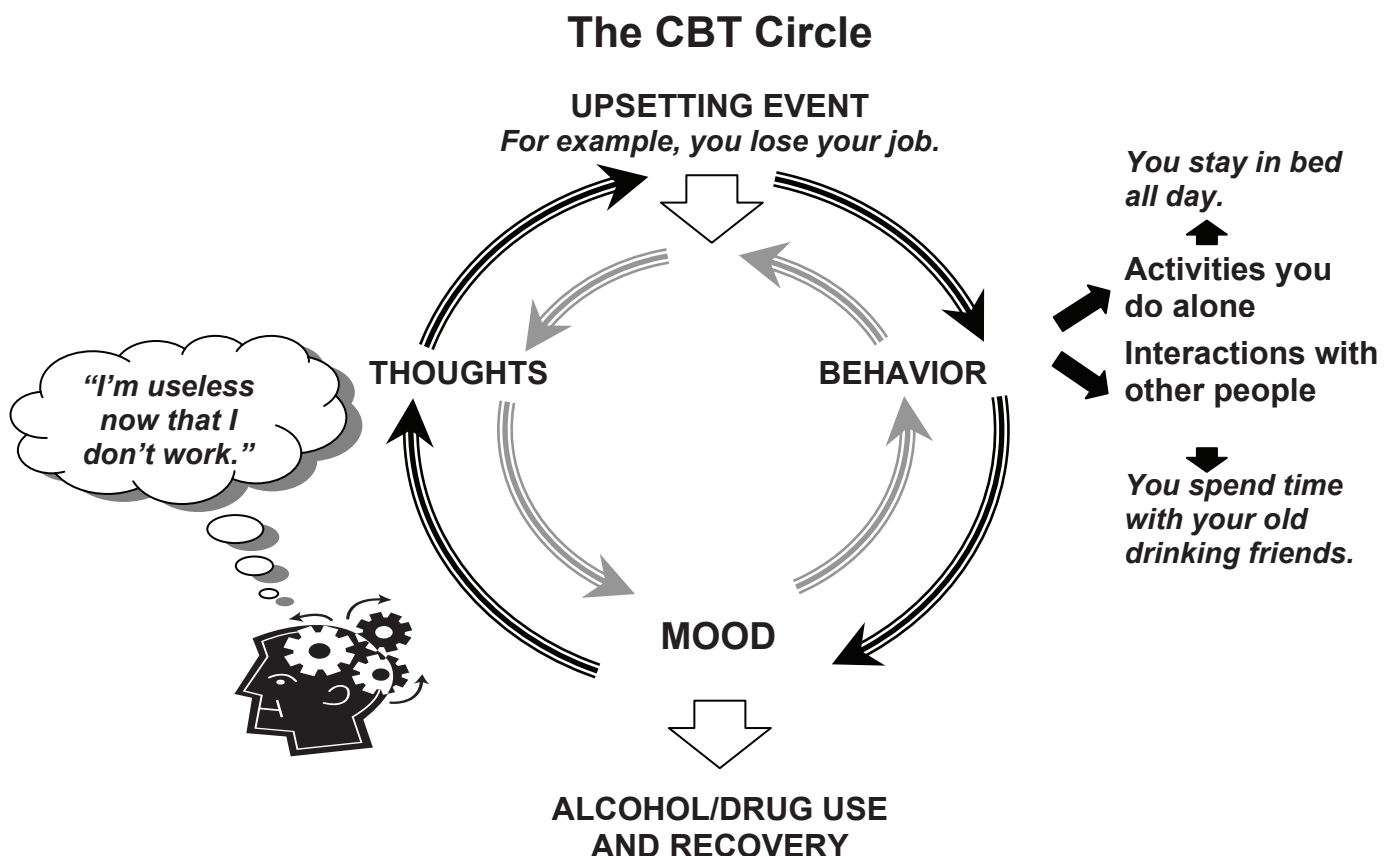 The CBT Circle
UPSETTING EVENT
For example, you lose your job.
You stay in bed
all day.
Activities you
do alone
Interactions with
other people
You spend time
with your old
drinking friends.
THOUGHTS
BEHAVIOR
“I’m useless
now that I
don’t work.”
MOOD
ALCOHOL/DRUG USE
AND RECOVERY